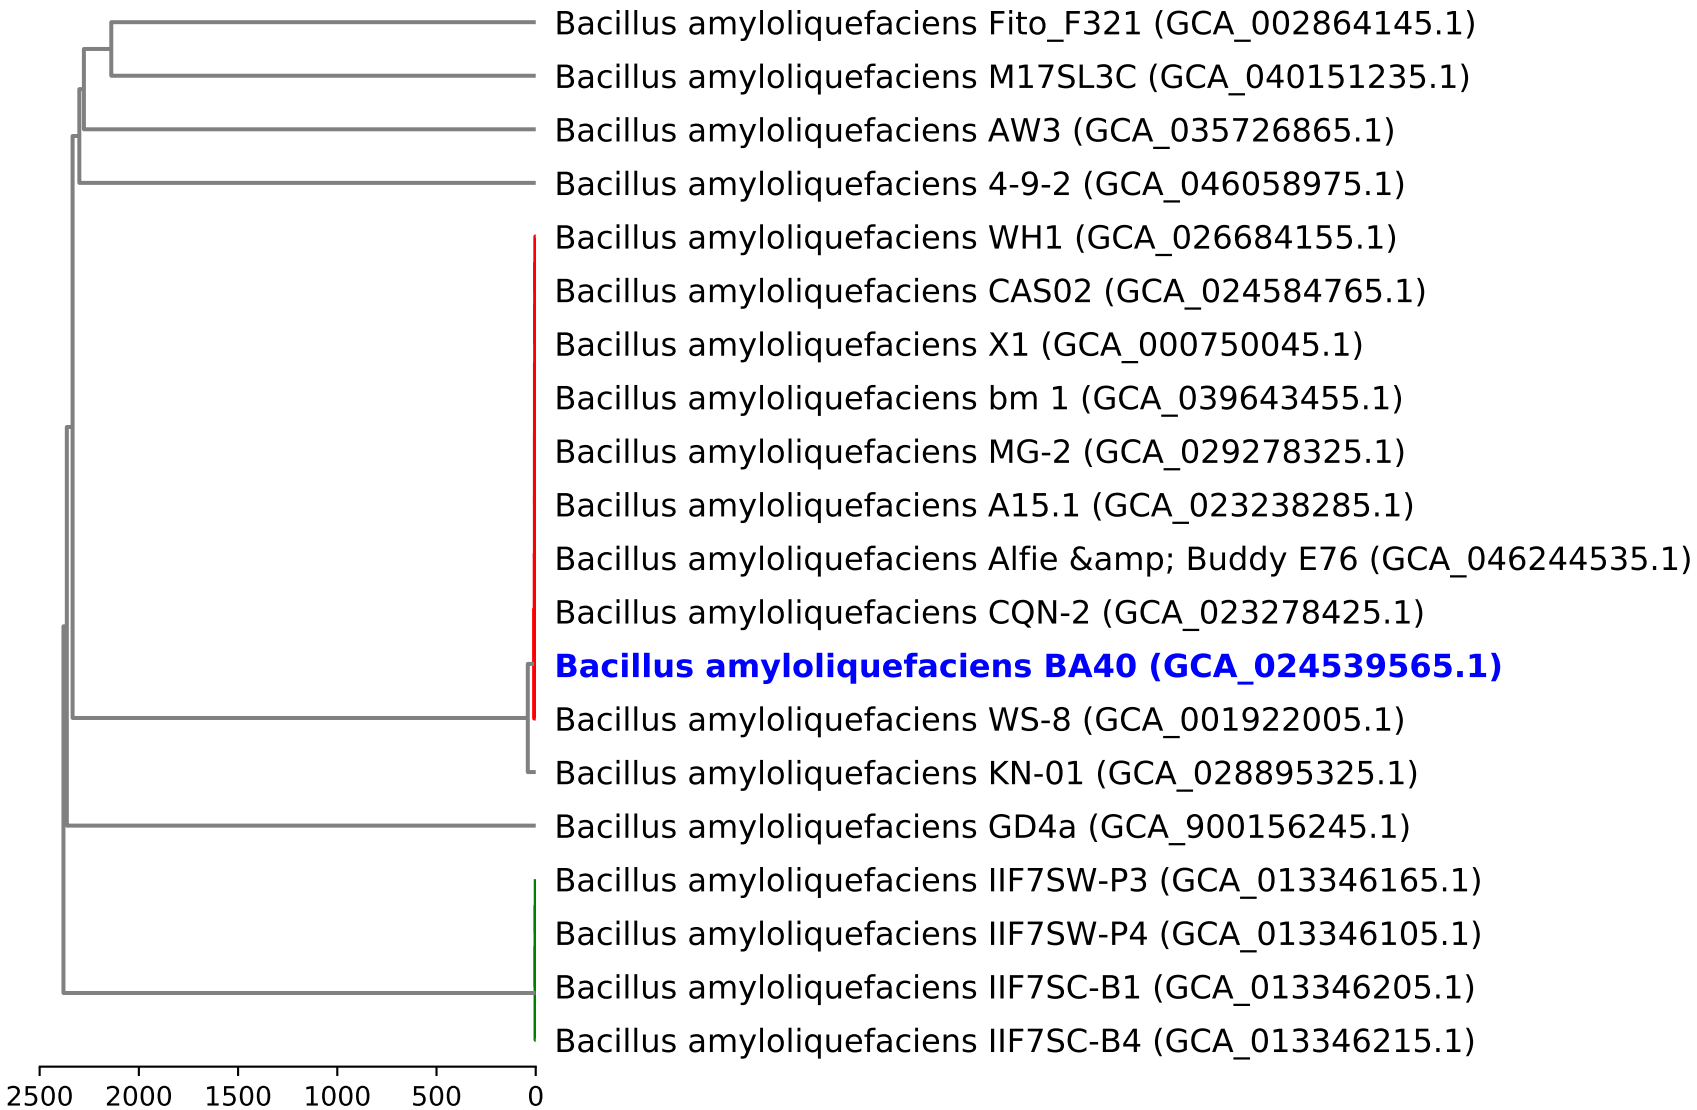 Bacillus amyloliquefaciens Fito_F321 (GCA_002864145.1)
Bacillus amyloliquefaciens M17SL3C (GCA_040151235.1)
Bacillus amyloliquefaciens AW3 (GCA_035726865.1)
Bacillus amyloliquefaciens 4-9-2 (GCA_046058975.1)
Bacillus amyloliquefaciens WH1 (GCA_026684155.1)
Bacillus amyloliquefaciens CAS02 (GCA_024584765.1)
Bacillus amyloliquefaciens X1 (GCA_000750045.1)
Bacillus amyloliquefaciens bm 1 (GCA_039643455.1)
Bacillus amyloliquefaciens MG-2 (GCA_029278325.1)
Bacillus amyloliquefaciens A15.1 (GCA_023238285.1)
Bacillus amyloliquefaciens Alfie &amp; Buddy E76 (GCA_046244535.1)
Bacillus amyloliquefaciens CQN-2 (GCA_023278425.1)
Bacillus amyloliquefaciens BA40 (GCA_024539565.1)
Bacillus amyloliquefaciens WS-8 (GCA_001922005.1)
Bacillus amyloliquefaciens KN-01 (GCA_028895325.1)
Bacillus amyloliquefaciens GD4a (GCA_900156245.1)
Bacillus amyloliquefaciens IIF7SW-P3 (GCA_013346165.1)
Bacillus amyloliquefaciens IIF7SW-P4 (GCA_013346105.1)
Bacillus amyloliquefaciens IIF7SC-B1 (GCA_013346205.1)
Bacillus amyloliquefaciens IIF7SC-B4 (GCA_013346215.1)
2500 2000 1500 1000 500 0